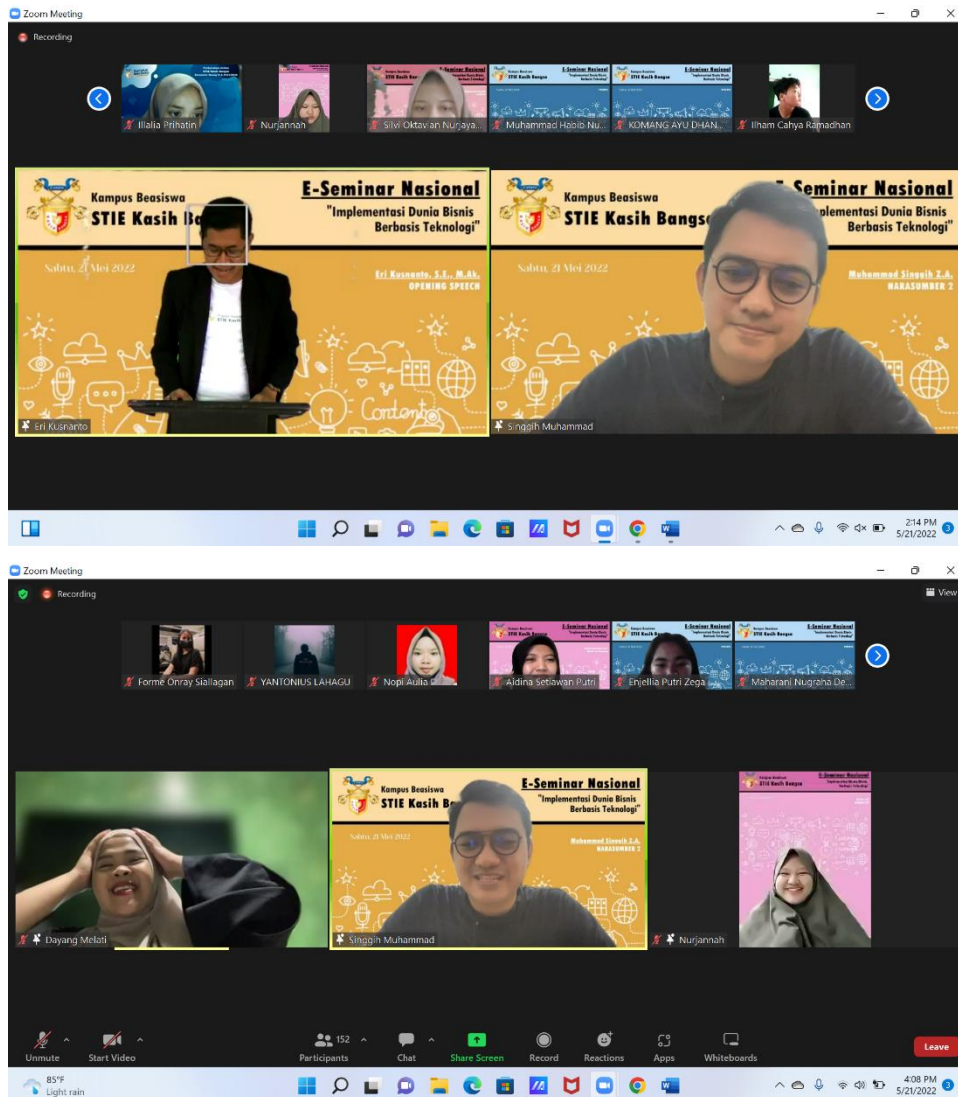 Zoom Meeting
Recording
Illalia Prihatin
Nurjannah
Silvi Oktavian Nurjaya...
Muhammad Habib Nu...
KOMANG AYU DHAN...
Ilham Cahya Ramadhan
Kampus Beasiswa
STIE Kasih Ba
E-Seminar Nasional
"Implementasi Dunia Bisnis
Berbasis Teknologi"
Sabtu, 21 Mei 2022
Eri Kusnanto, S.E., M.Ak.
OPENING SPEECH
Content
Eri Kusnanto
Kampus Beasiswa
STIE Kasih Bangs
Seminar Nasional
plementasi Dunia Bisnis
Berbasis Teknologi"
Sabtu, 21 Mei 2022
Muhammad Singgih Z.A.
NARASUMBER 2
Singgih Muhammad
2:14 PM
5/21/2022
3
Zoom Meeting
Recording
View
Forme Onray Siallagan
YANTONIUS LAHAGU
Nopi Aulia
Aidina Setiawan Putri
Enjellia Putri Zega
Maharani Nugraha De...
Kampus Beasiswa
STIE Kasih B
E-Seminar Nasional
"Implementasi Dunia Bisnis
Berbasis Teknologi"
Sabtu, 21 Mei 2022
Muhammad Singgih Z.A.
NARASUMBER 2
Dayang Melati
Singgih Muhammad
Nurjannah
Unmute
Start Video
152
Participants
Chat
Share Screen
Record
Reactions
Apps
Whiteboards
Leave
85°F
Light rain
4:08 PM
5/21/2022
3